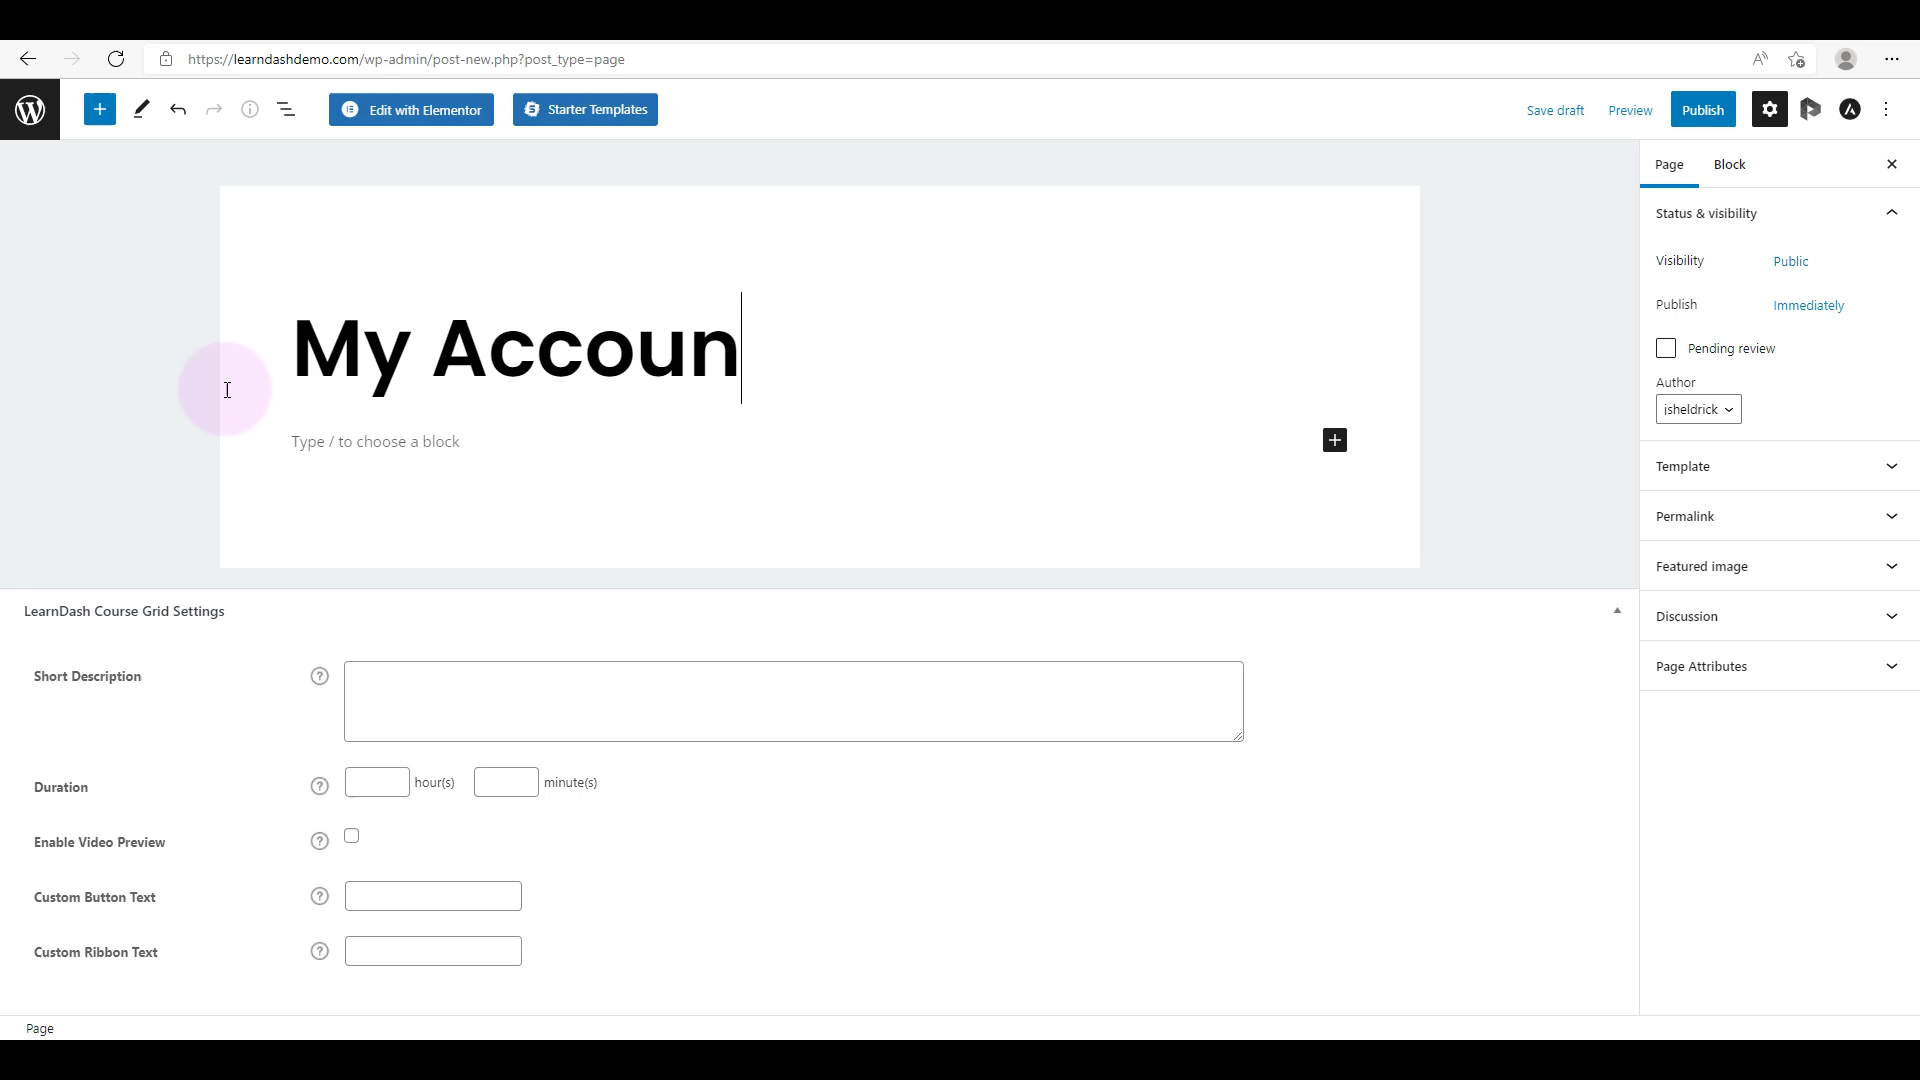 https://learndashdemo.com/wp-admin/post-new.php?post_type=page
Edit with Elementor
Starter Templates
Save draft
Preview
Publish
Page
Block
Status & visibility
Visibility
Public
Publish
Immediately
Pending review
Author
isheldrick
Template
Permalink
Featured image
Discussion
Page Attributes
My Accoun
Type / to choose a block
LearnDash Course Grid Settings
Short Description
Duration
hour(s)
minute(s)
Enable Video Preview
Custom Button Text
Custom Ribbon Text
Page